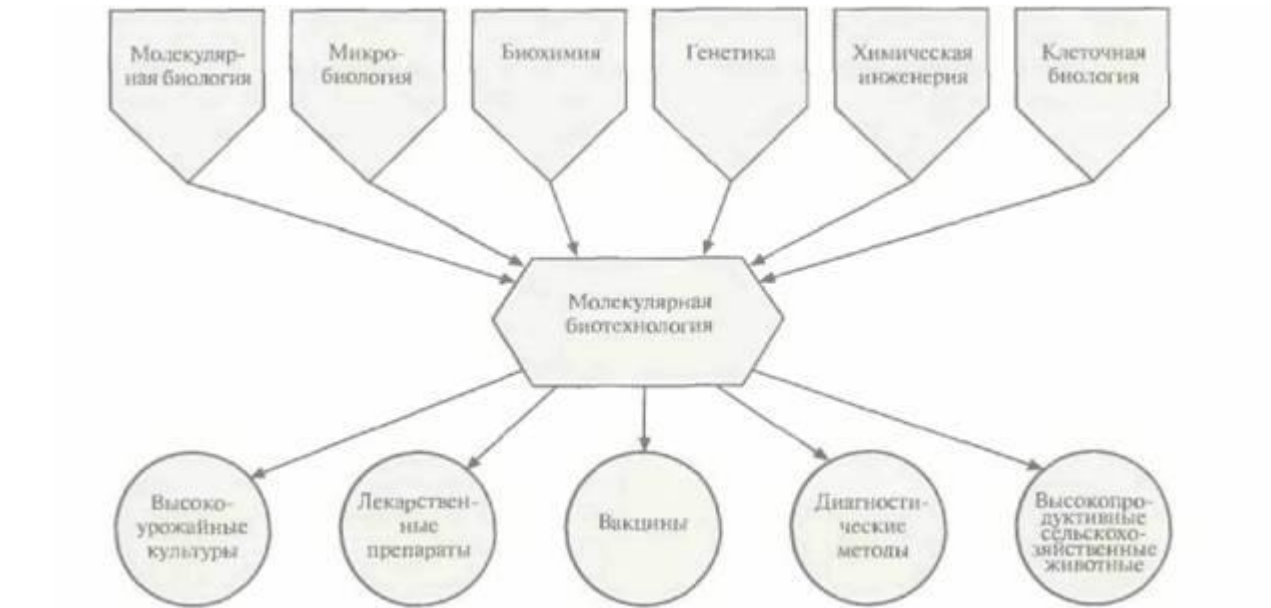 Молекуляр-
ная биология
Микро-
биология
Биохимия
Генетика
Химическая
инженерия
Клеточная
биология
Молекулярная
биотехнология
Высоко-
урожайные
культуры
Лекарствен-
ные
препараты
Вакцины
Диагности-
ческие
методы
Высокопро-
дуктивные
сельскохо-
зяйственные
животные